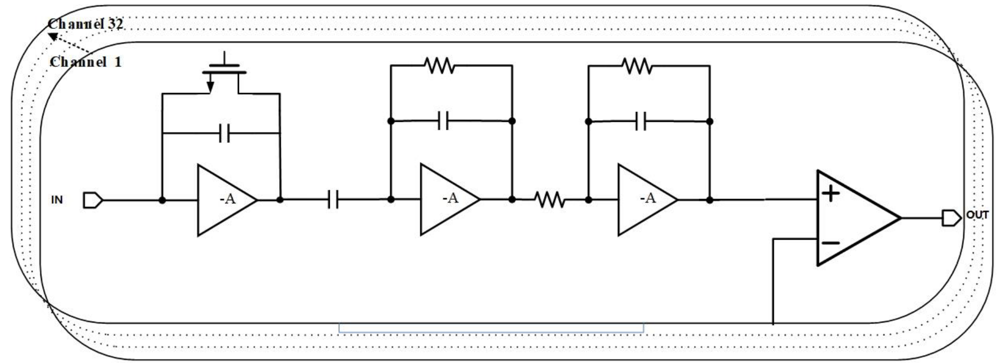 Channel 32
Channel 1
IN
-A
-A
-A
+
−
OUT